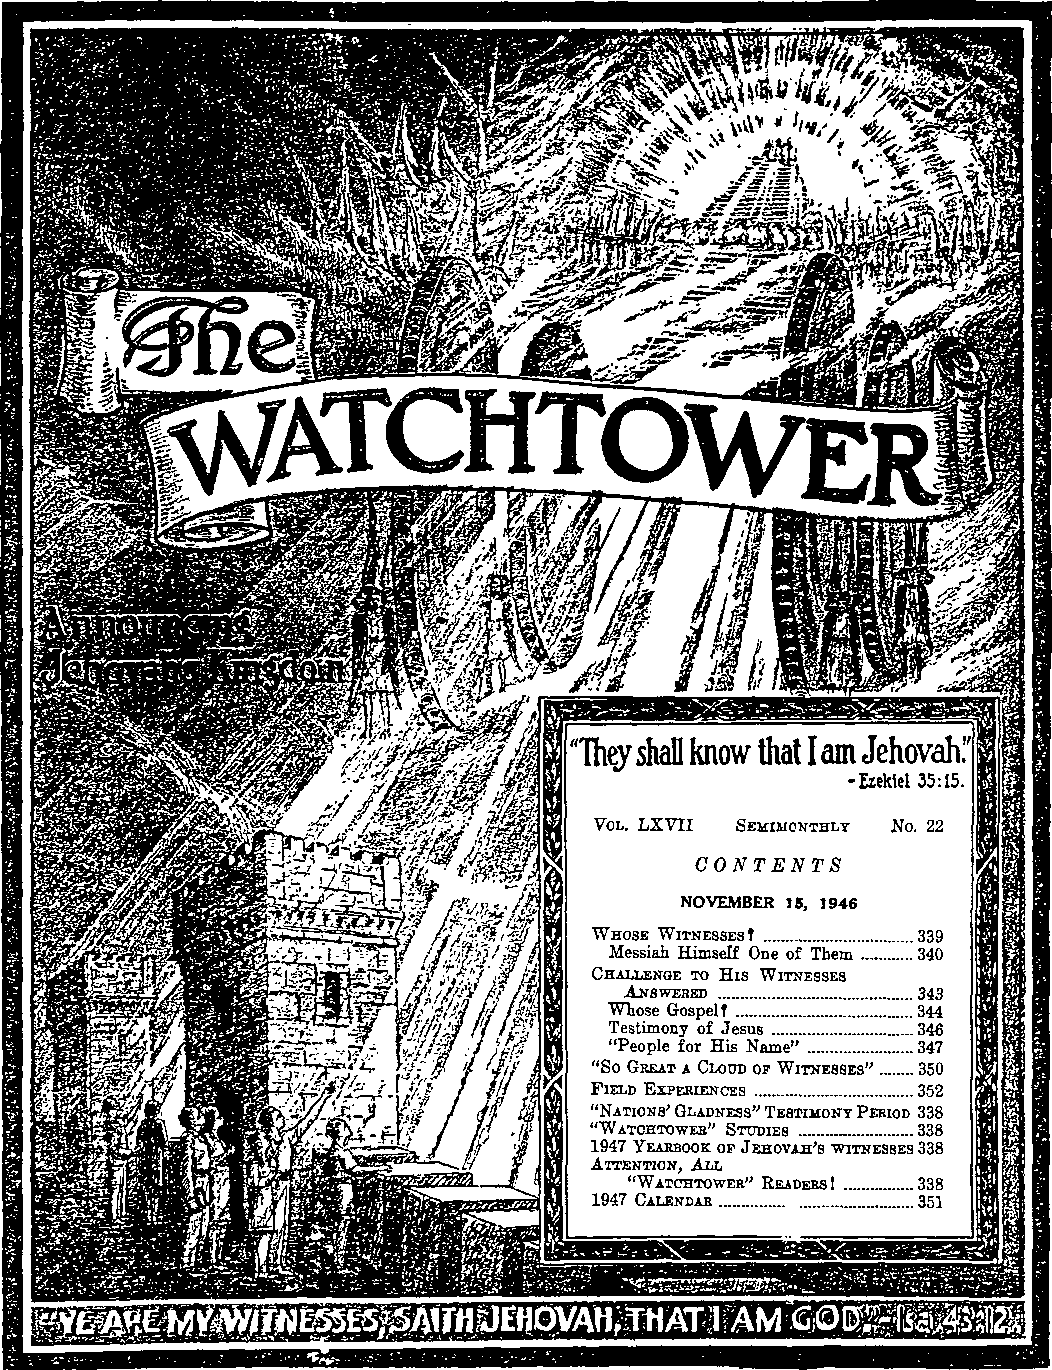 The
WATCHTOWER
Announcing
Jehovah's Kingdom
"They shall know that I am Jehovah."
- Ezekiel 35:15.
VOL. LXVII SEMIMONTHLY No. 22
CONTENTS
NOVEMBER 15, 1946
WHOSE WITNESSES? ........ 339
Messiah Himself One of Them ........ 340
CHALLENGE TO HIS WITNESSES
ANSWERED ........ 343
Whose Gospel? ........ 344
Testimony of Jesus ........ 346
"People for His Name" ........ 347
"SO GREAT A CLOUD OF WITNESSES" ........ 350
FIELD EXPERIENCES ........ 352
"NATIONS' GLADNESS" TESTIMONY PERIOD 338
"WATCHTOWER" STUDIES ........ 338
1947 YEARBOOK OF JEHOVAH'S WITNESSES 338
ATTENTION, ALL
"WATCHTOWER" READERS! ........ 338
1947 CALENDAR ........ 351
"YE ARE MY WITNESSES, SAITH JEHOVAH, THAT I AM GOD." - Isa. 43:12.